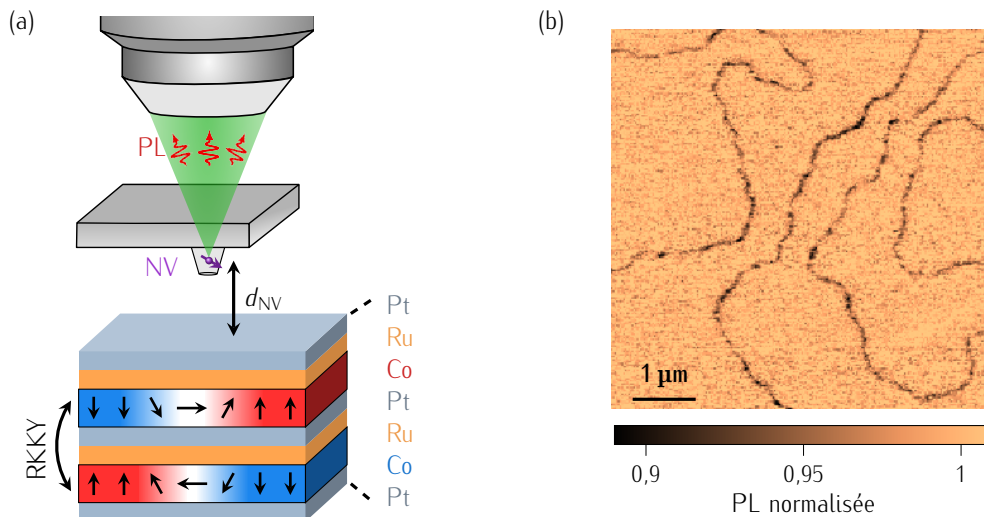 (a)
PL
NV
d_NV
Pt
Ru
Co
Pt
Ru
Co
Pt
RKKY
(b)
1 µm
0,9
0,95
1
PL normalisée